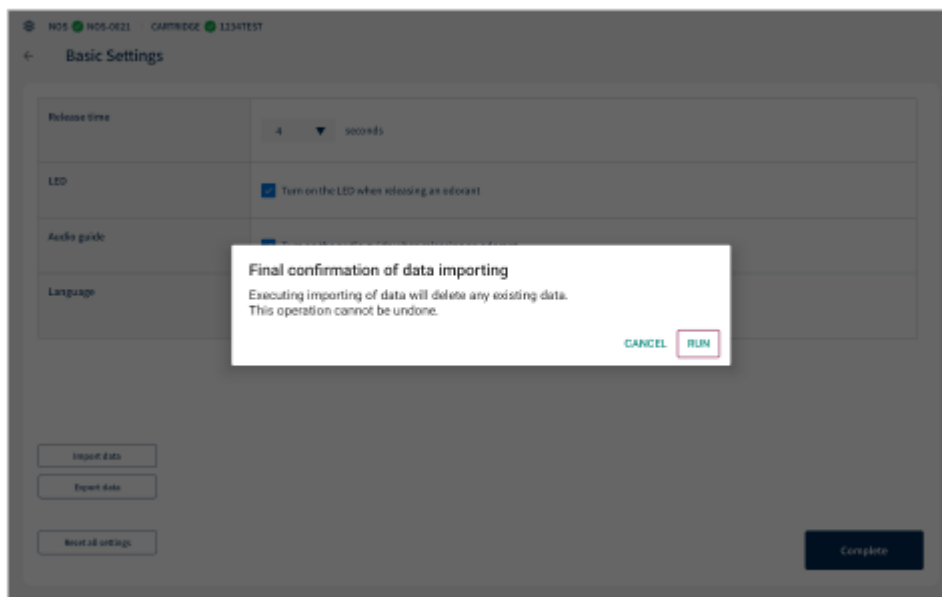 NOS NOS-0021 CARTRIDGE 1234TEST
← Basic Settings
Release time
4 ▼ seconds
LED
Turn on the LED when releasing an odorant
Audio guide
Language
Final confirmation of data importing
Executing importing of data will delete any existing data.
This operation cannot be undone.
CANCEL RUN
Import data
Export data
Reset all settings
Complete